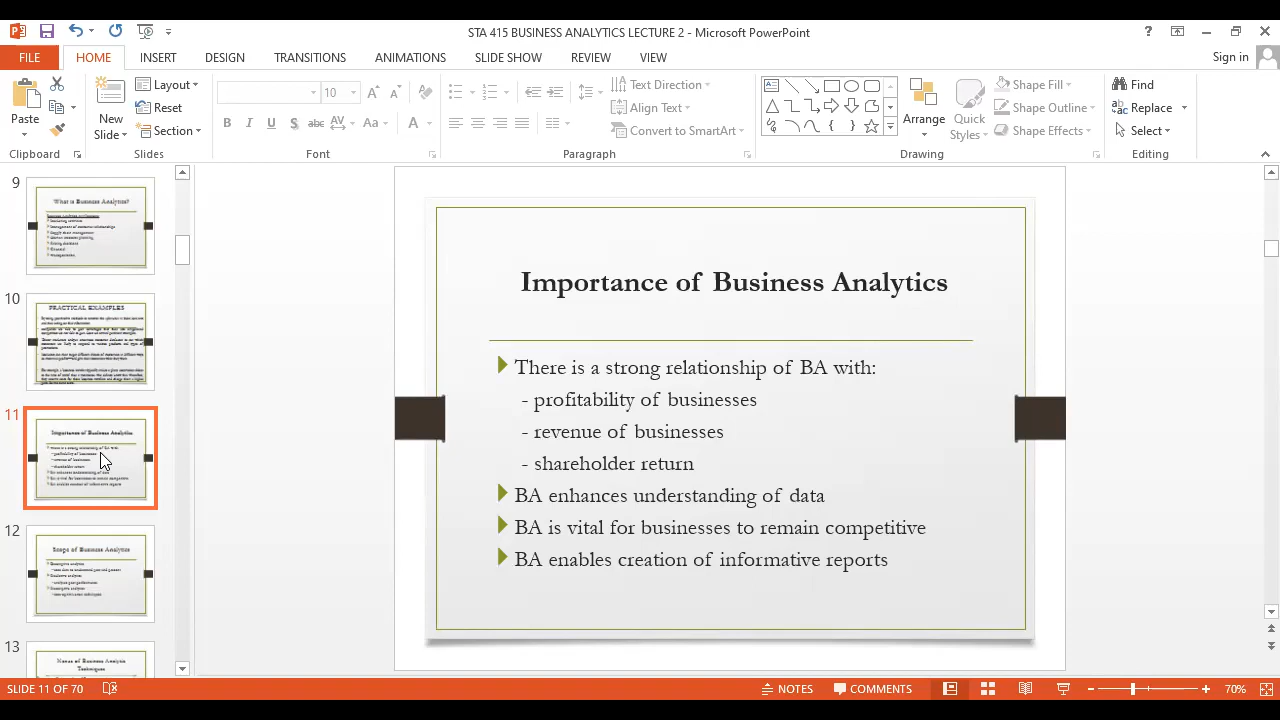 STA 415 BUSINESS ANALYTICS LECTURE 2 - Microsoft PowerPoint
FILE HOME INSERT DESIGN TRANSITIONS ANIMATIONS SLIDE SHOW REVIEW VIEW Sign in
Paste
New Slide
Layout
Reset
Section
10
Text Direction
Align Text
Convert to SmartArt
Arrange
Quick Styles
Shape Fill
Shape Outline
Shape Effects
Find
Replace
Select
Clipboard Slides Font Paragraph Drawing Editing
9
What is Business Analytics?
10
PRACTICAL EXAMPLES
11
Importance of Business Analytics
12
Scope of Business Analytics
13
Importance of Business Analytics
There is a strong relationship of BA with:
- profitability of businesses
- revenue of businesses
- shareholder return
BA enhances understanding of data
BA is vital for businesses to remain competitive
BA enables creation of informative reports
SLIDE 11 OF 70 NOTES COMMENTS 70%